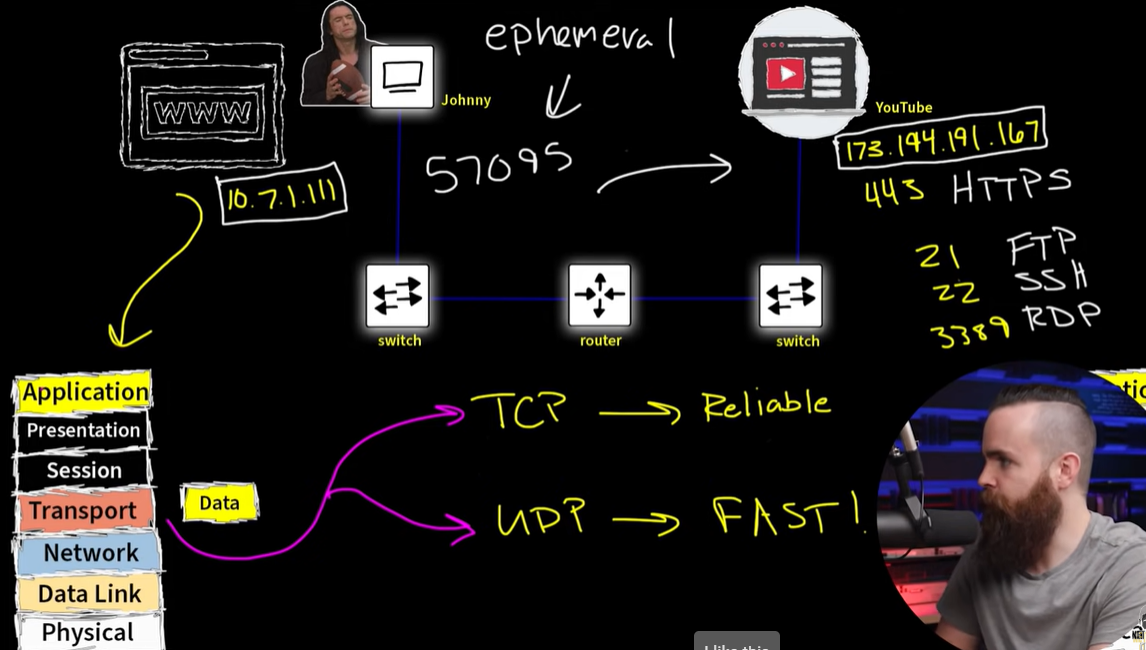 ephemeral
WWW
Johnny
YouTube
57095
173.194.191.167
10.7.1.111
443 HTTPS
21 FTP
22 SSH
3389 RDP
switch
router
switch
Application
Presentation
Session
Transport
Network
Data Link
Physical
Data
TCP → Reliable
UDP → FAST!